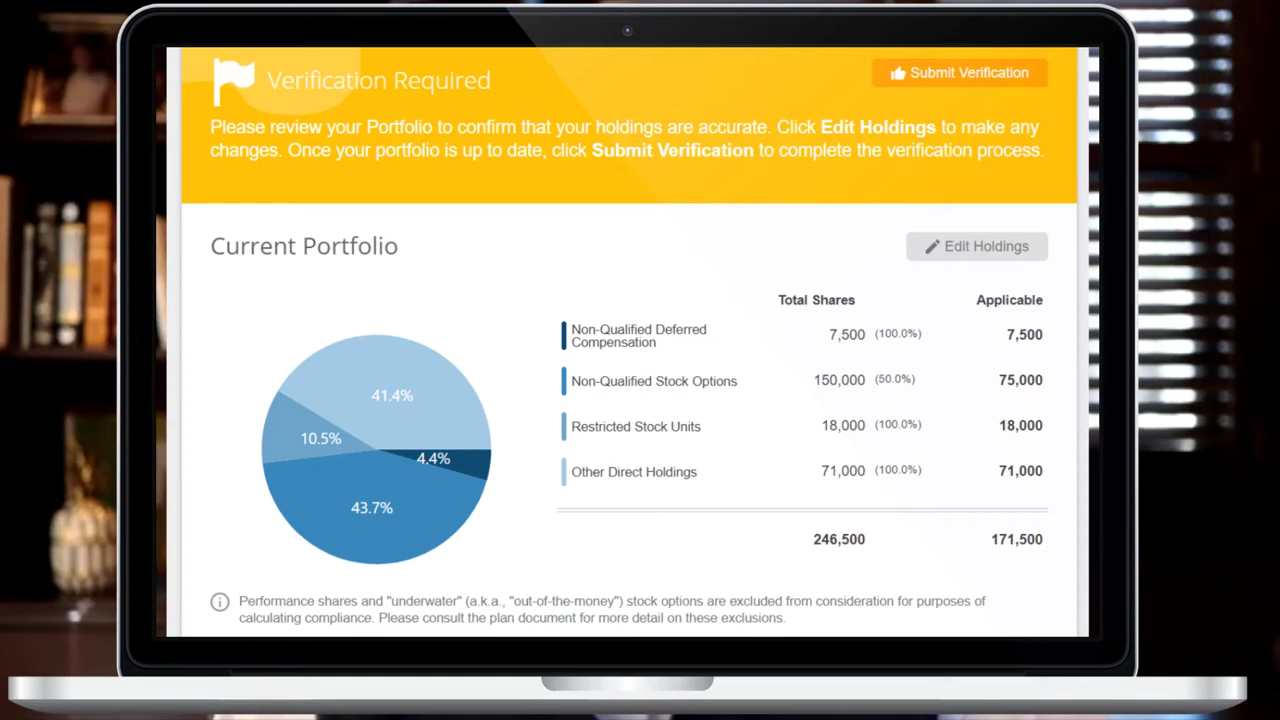 Verification Required
Submit Verification
Please review your Portfolio to confirm that your holdings are accurate. Click Edit Holdings to make any
changes. Once your portfolio is up to date, click Submit Verification to complete the verification process.
Current Portfolio
Edit Holdings
Total Shares Applicable
Non-Qualified Deferred
Compensation
7,500 (100.0%) 7,500
Non-Qualified Stock Options 150,000 (50.0%) 75,000
Restricted Stock Units 18,000 (100.0%) 18,000
Other Direct Holdings 71,000 (100.0%) 71,000
246,500 171,500
41.4%
10.5%
4.4%
43.7%
Performance shares and "underwater" (a.k.a., "out-of-the-money") stock options are excluded from consideration for purposes of
calculating compliance. Please consult the plan document for more detail on these exclusions.